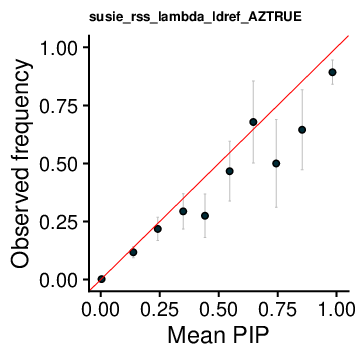 susie_rss_lambda_ldref_AZTRUE
1.00
0.75
0.50
0.25
0.00
Observed frequency
0.00 0.25 0.50 0.75 1.00
Mean PIP